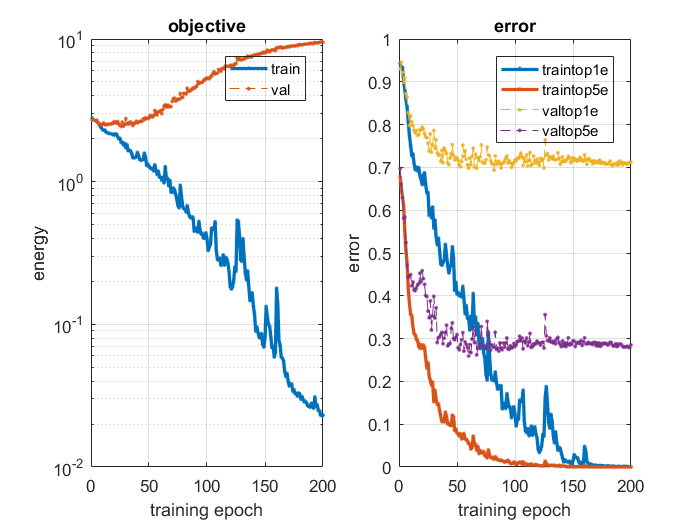 objective
10^1
10^0
10^-1
10^-2
energy
0
50
100
150
200
training epoch
train
val
error
1
0.9
0.8
0.7
0.6
0.5
0.4
0.3
0.2
0.1
0
error
0
50
100
150
200
training epoch
traintop1e
traintop5e
valtop1e
valtop5e